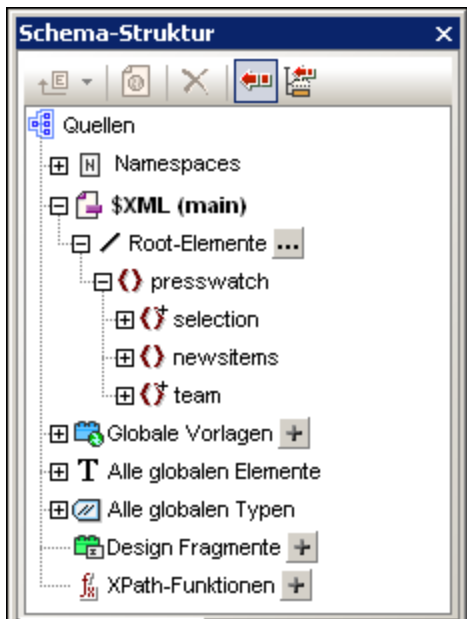 Schema-Struktur
Quellen
Namespaces
$XML (main)
Root-Elemente ...
presswatch
selection
newsitems
team
Globale Vorlagen +
T Alle globalen Elemente
Alle globalen Typen
Design Fragmente +
XPath-Funktionen +